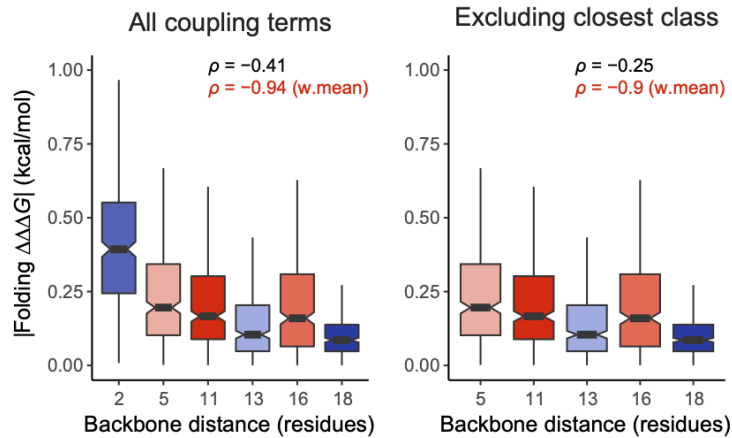 All coupling terms
Excluding closest class
|Folding ΔΔΔG| (kcal/mol)
1.00
0.75
0.50
0.25
0.00
ρ = −0.41
ρ = −0.94 (w.mean)
2 5 11 13 16 18
Backbone distance (residues)
1.00
0.75
0.50
0.25
0.00
ρ = −0.25
ρ = −0.9 (w.mean)
5 11 13 16 18
Backbone distance (residues)